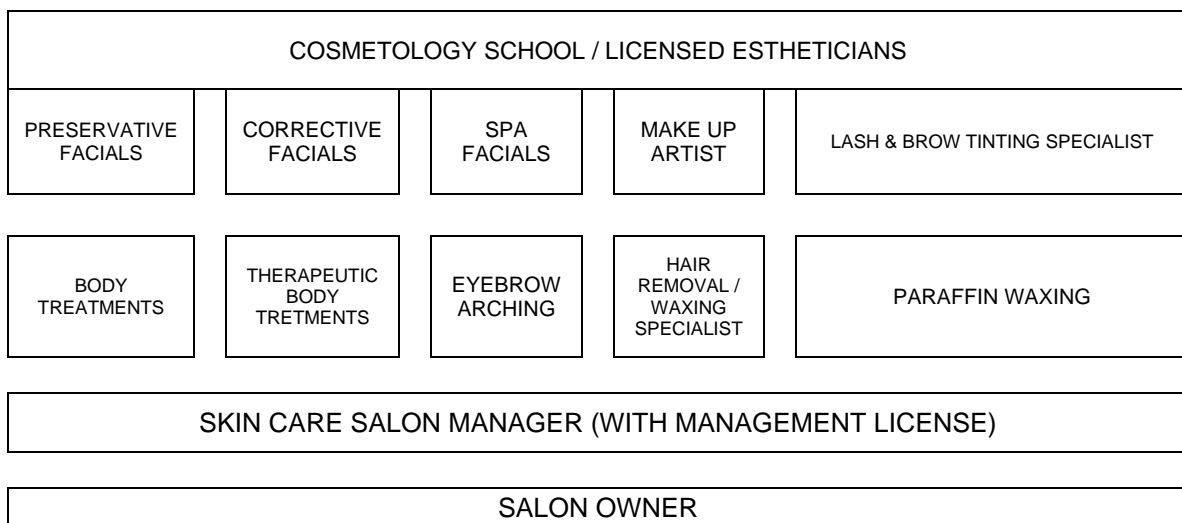 COSMETOLOGY SCHOOL / LICENSED ESTHETICIANS
PRESERVATIVE
FACIALS
CORRECTIVE
FACIALS
SPA
FACIALS
MAKE UP
ARTIST
LASH & BROW TINTING SPECIALIST
BODY
TREATMENTS
THERAPEUTIC
BODY
TRETMENTS
EYEBROW
ARCHING
HAIR
REMOVAL /
WAXING
SPECIALIST
PARAFFIN WAXING
SKIN CARE SALON MANAGER (WITH MANAGEMENT LICENSE)
SALON OWNER